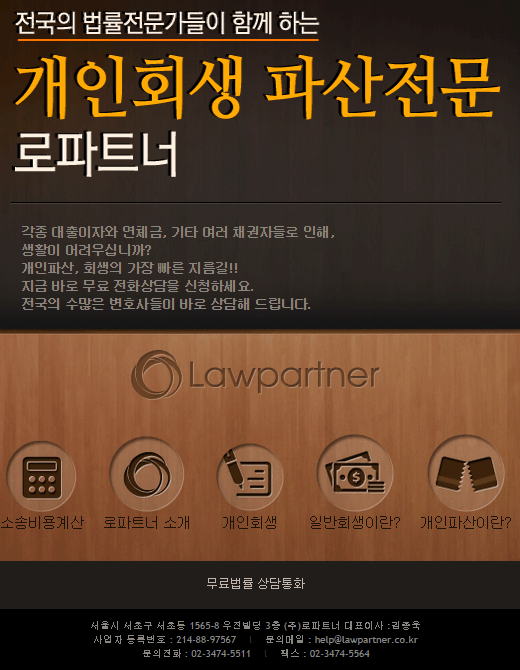 전국의 법률전문가들이 함께 하는
개인회생 파산전문
로파트너
각종 대출이자와 연체금, 기타 여러 채권자들로 인해,
생활이 어려우십니까?
개인파산, 회생의 가장 빠른 지름길!!
지금 바로 무료 전화상담을 신청하세요.
전국의 수많은 변호사들이 바로 상담해 드립니다.
Lawpartner
소송비용계산 로파트너 소개 개인회생 일반회생이란? 개인파산이란?
무료법률 상담통화
서울시 서초구 서초동 1565-8 우진빌딩 3층 (주)로파트너 대표이사 :김종욱
사업자 등록번호 : 214-88-97567 | 문의메일 : help@lawpartner.co.kr
문의전화 : 02-3474-5511 | 팩스 : 02-3474-5564